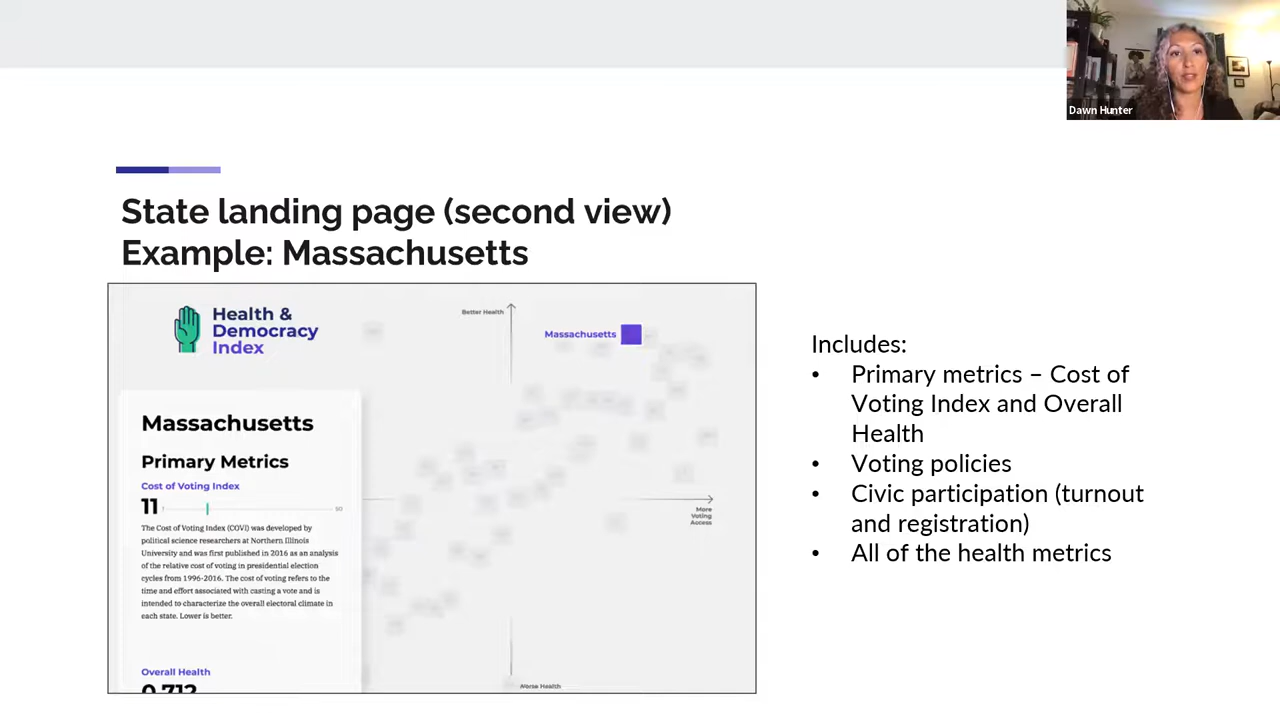 Dawn Hunter
State landing page (second view)
Example: Massachusetts
Health &
Democracy
Index
Better Health
Massachusetts
Massachusetts
Primary Metrics
Cost of Voting Index
11
50
The Cost of Voting Index (COVI) was developed by
political science researchers at Northern Illinois
University and was first published in 2016 as an analysis
of the relative cost of voting in presidential election
cycles from 1996-2016. The cost of voting refers to the
time and effort associated with casting a vote and is
intended to characterize the overall electoral climate in
each state. Lower is better.
Overall Health
0.712
More
Voting
Access
Worse Health
Includes:
• Primary metrics – Cost of
Voting Index and Overall
Health
• Voting policies
• Civic participation (turnout
and registration)
• All of the health metrics